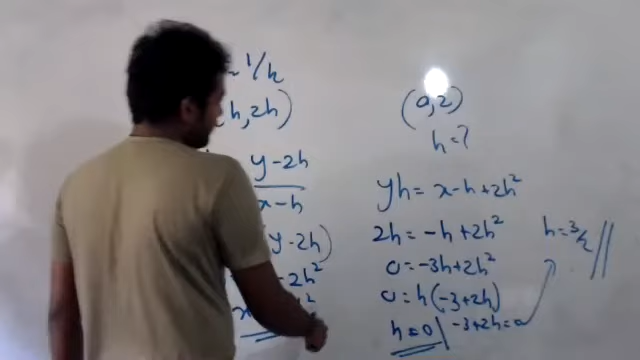 = 1/h
h, 2h)
y-2h
x-h
y-2h)
-2h²
(0,2)
h=?
yh = x-h+2h²
2h = -h+2h²
0 = -3h+2h²
0 = h(-3+2h)
h=0 | -3+2h=0
h = 3/2 //